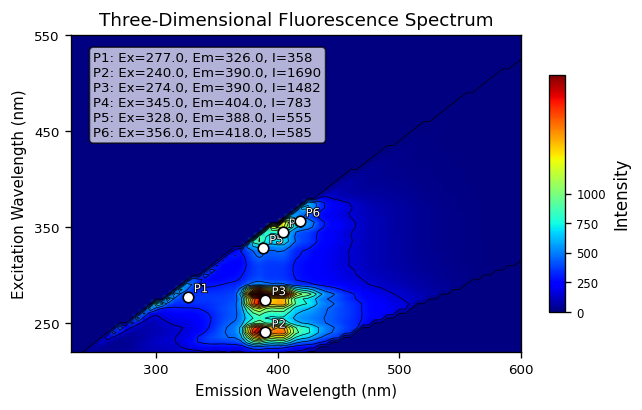 Three-Dimensional Fluorescence Spectrum
550
450
350
250
Excitation Wavelength (nm)
P1: Ex=277.0, Em=326.0, I=358
P2: Ex=240.0, Em=390.0, I=1690
P3: Ex=274.0, Em=390.0, I=1482
P4: Ex=345.0, Em=404.0, I=783
P5: Ex=328.0, Em=388.0, I=555
P6: Ex=356.0, Em=418.0, I=585
P6
P5
P1
P3
P2
300
400
500
600
Emission Wavelength (nm)
1000
750
500
250
0
Intensity